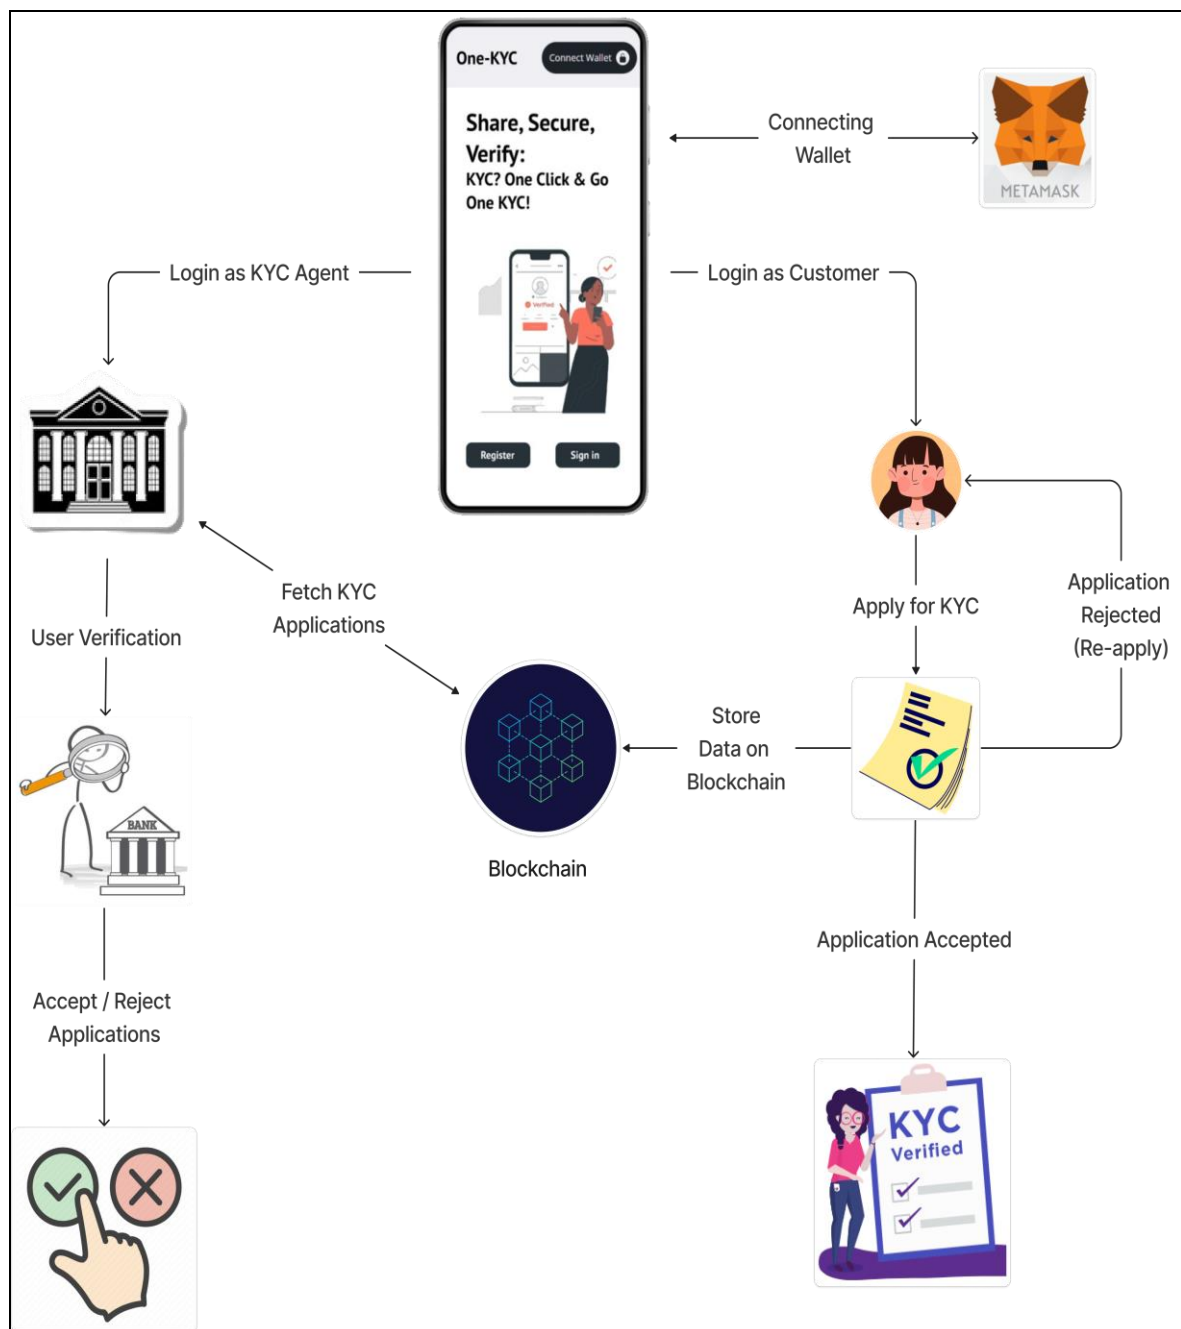 One-KYC
Connect Wallet
Share, Secure,
Verify:
KYC? One Click & Go
One KYC!
Verified
Register
Sign in
Connecting
Wallet
METAMASK
Login as KYC Agent
Login as Customer
Fetch KYC
Applications
User Verification
BANK
Accept / Reject
Applications
Apply for KYC
Application
Rejected
(Re-apply)
Store
Data on
Blockchain
Blockchain
Application Accepted
KYC
Verified